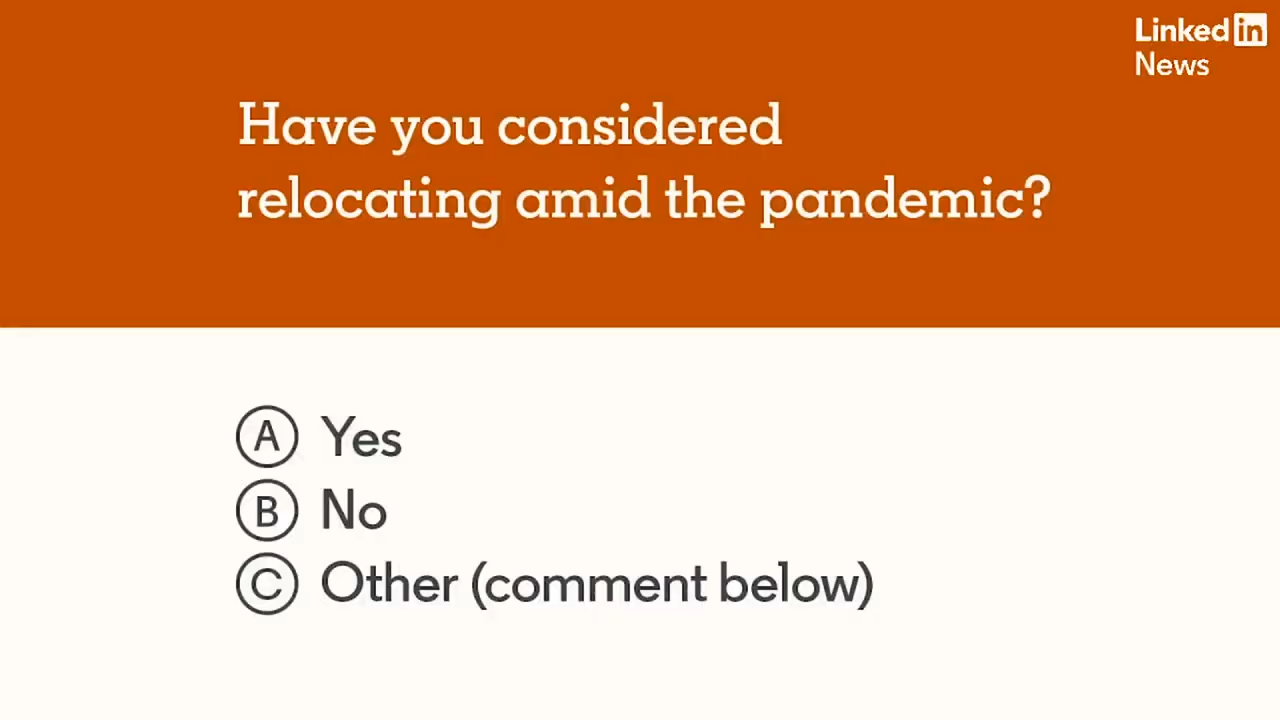 Linked in
News
Have you considered
relocating amid the pandemic?
A Yes
B No
C Other (comment below)